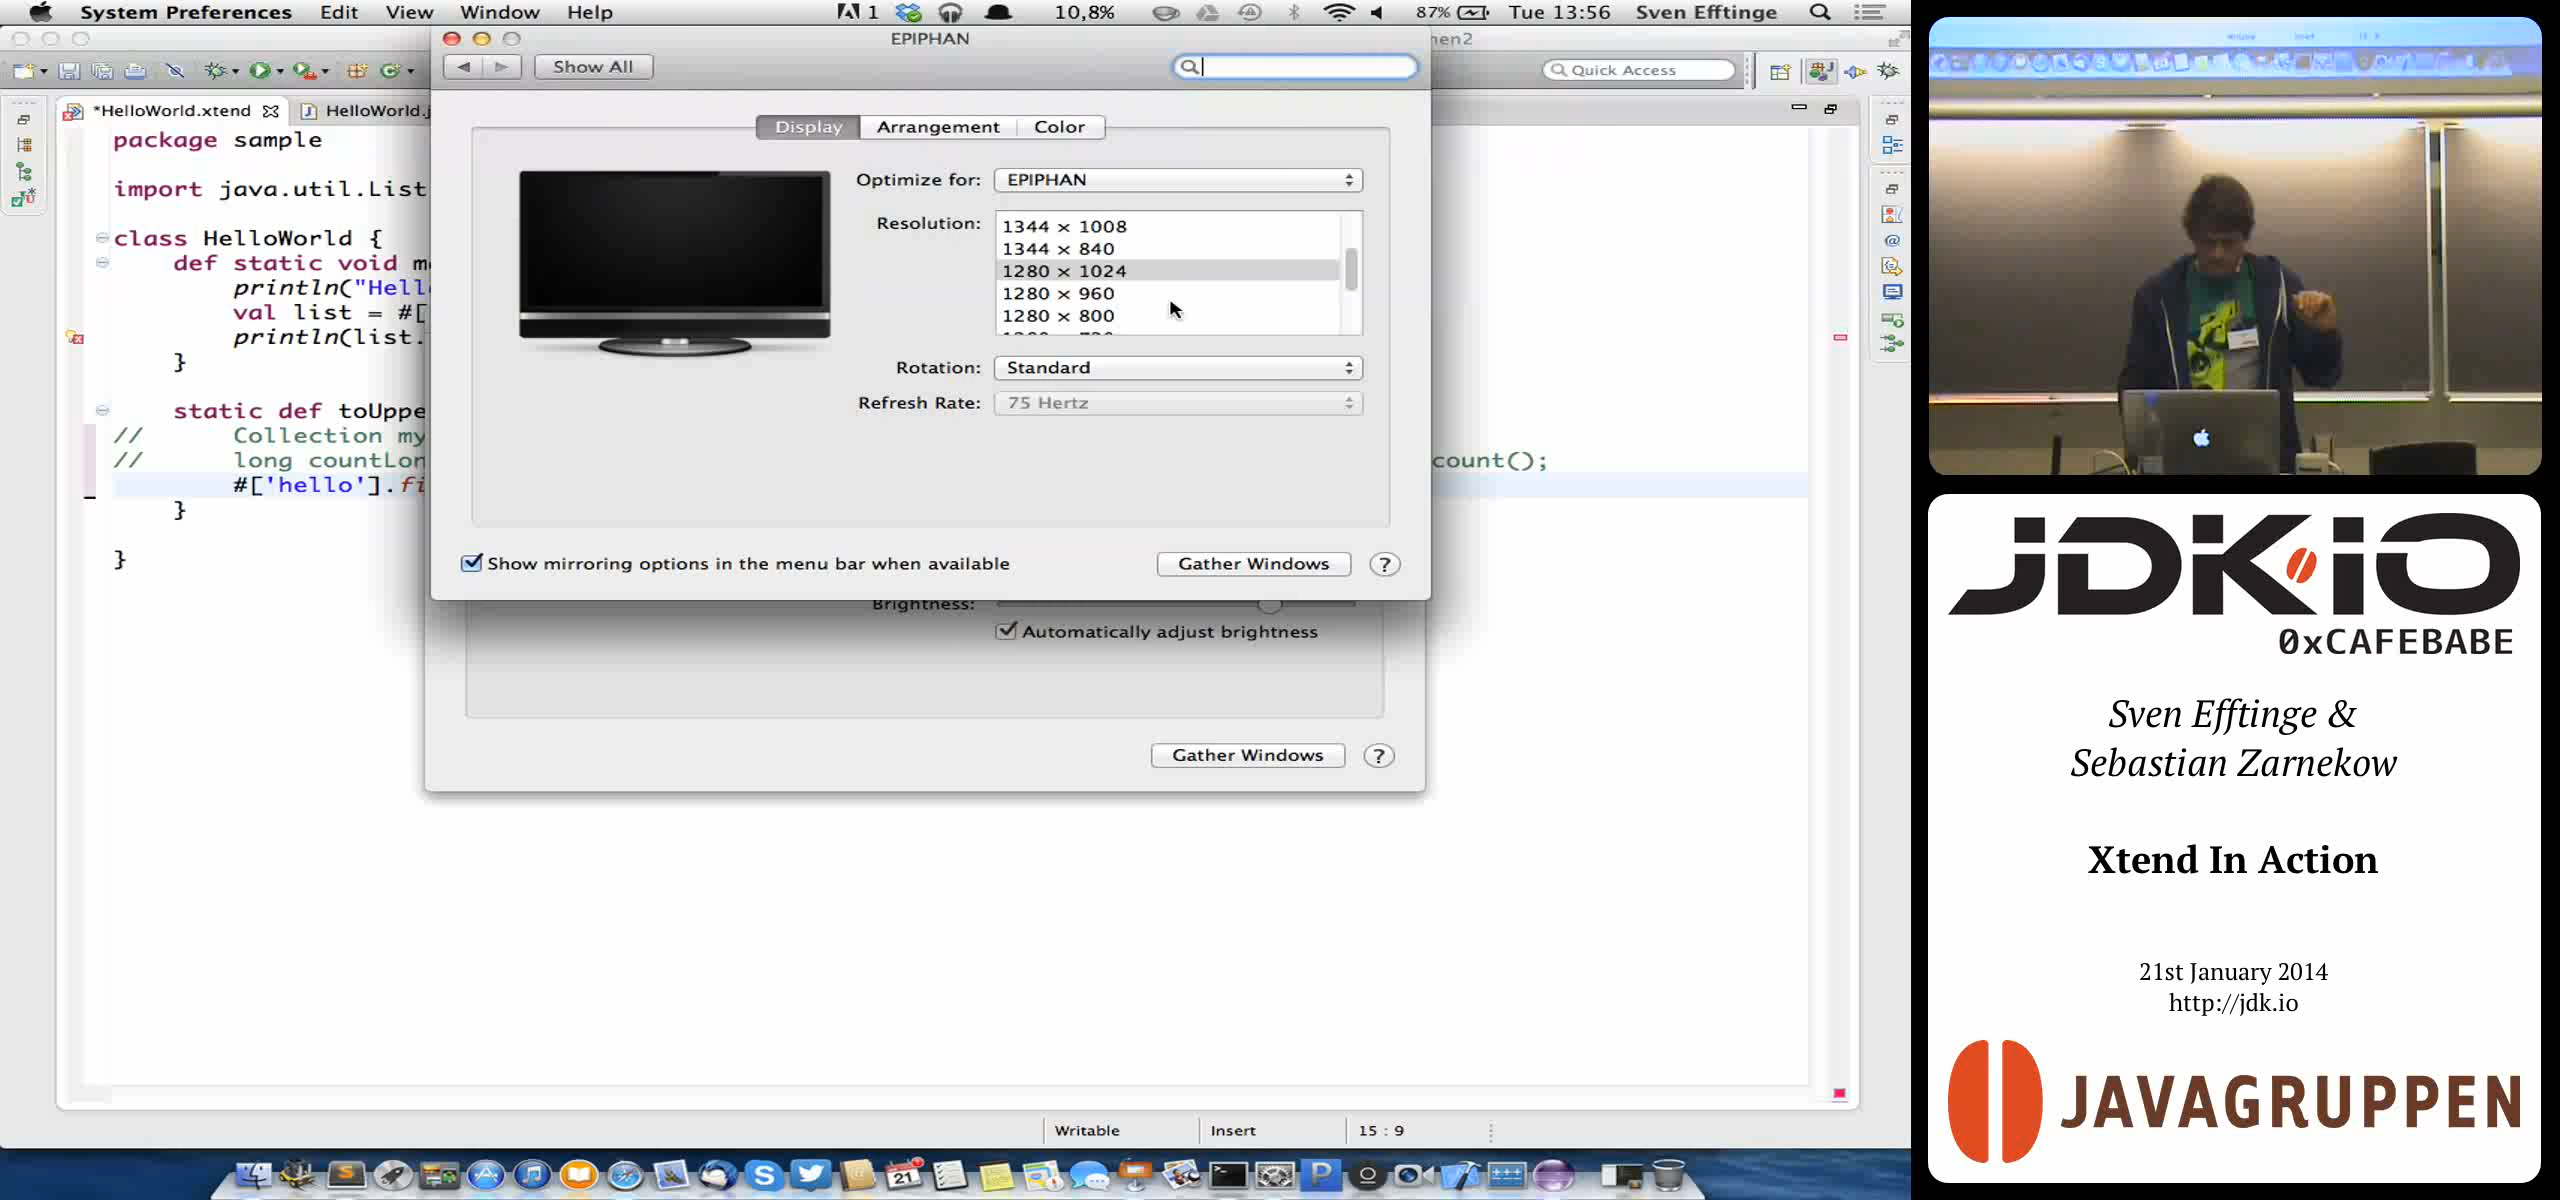 System Preferences Edit View Window Help
1 10,8% 87% Tue 13:56 Sven Efftinge
EPIPHAN
Show All
Quick Access
*HelloWorld.xtend
HelloWorld.
package sample
import java.util.List
class HelloWorld {
def static void
println("Hell
val list = #[
println(list.
}
static def toUppe
// Collection my
// long countLon count();
#['hello'].fi
}
}
Display Arrangement Color
Optimize for: EPIPHAN
Resolution: 1344 × 1008
1344 × 840
1280 × 1024
1280 × 960
1280 × 800
Rotation: Standard
Refresh Rate: 75 Hertz
Show mirroring options in the menu bar when available
Gather Windows ?
Brightness:
Automatically adjust brightness
Gather Windows ?
Writable Insert 15 : 9
21
JDK.IO
0xCAFEBABE
Sven Efftinge &
Sebastian Zarnekow
Xtend In Action
21st January 2014
http://jdk.io
JAVAGRUPPEN